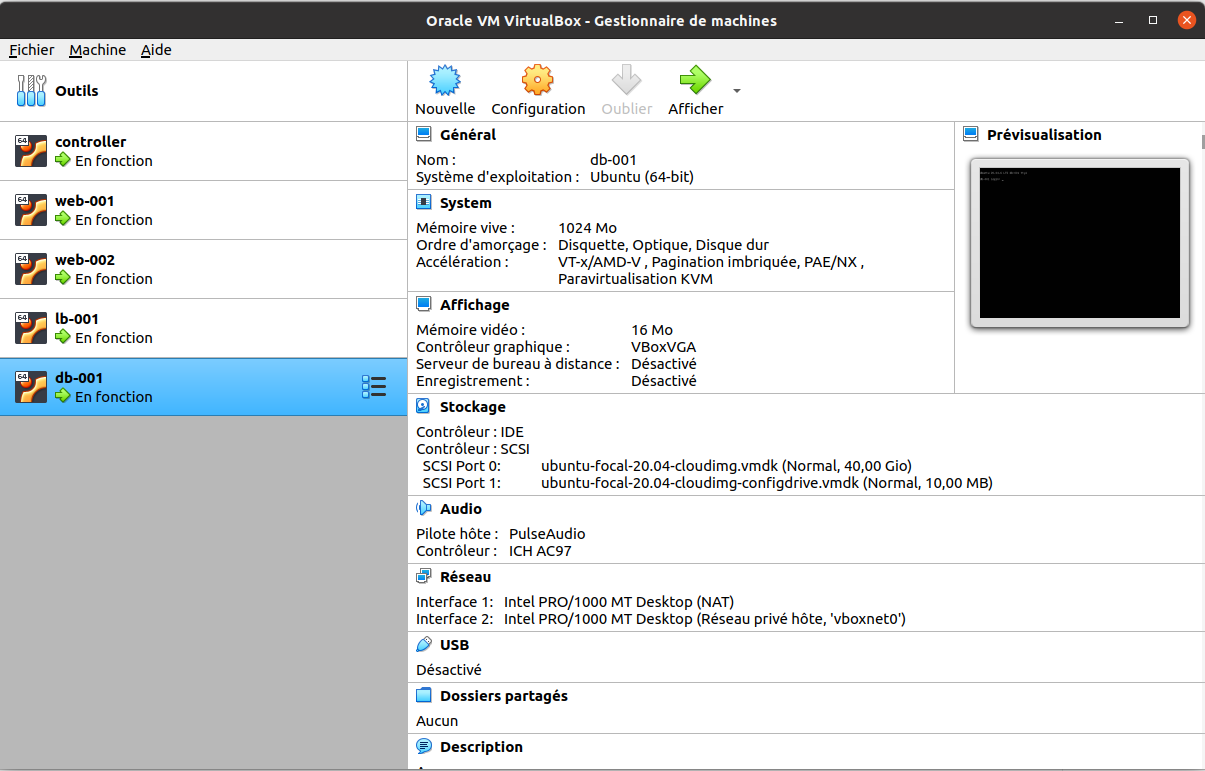 Oracle VM VirtualBox - Gestionnaire de machines
Fichier Machine Aide
Outils
64
controller
En fonction
64
web-001
En fonction
64
web-002
En fonction
64
lb-001
En fonction
64
db-001
En fonction
Nouvelle Configuration Oublier Afficher
Général
Nom : db-001
Système d'exploitation : Ubuntu (64-bit)
System
Mémoire vive : 1024 Mo
Ordre d'amorçage : Disquette, Optique, Disque dur
Accélération : VT-x/AMD-V , Pagination imbriquée, PAE/NX ,
Paravirtualisation KVM
Affichage
Mémoire vidéo : 16 Mo
Contrôleur graphique : VBoxVGA
Serveur de bureau à distance : Désactivé
Enregistrement : Désactivé
Prévisualisation
Stockage
Contrôleur : IDE
Contrôleur : SCSI
SCSI Port 0: ubuntu-focal-20.04-cloudimg.vmdk (Normal, 40,00 Gio)
SCSI Port 1: ubuntu-focal-20.04-cloudimg-configdrive.vmdk (Normal, 10,00 MB)
Audio
Pilote hôte : PulseAudio
Contrôleur : ICH AC97
Réseau
Interface 1: Intel PRO/1000 MT Desktop (NAT)
Interface 2: Intel PRO/1000 MT Desktop (Réseau privé hôte, 'vboxnet0')
USB
Désactivé
Dossiers partagés
Aucun
Description